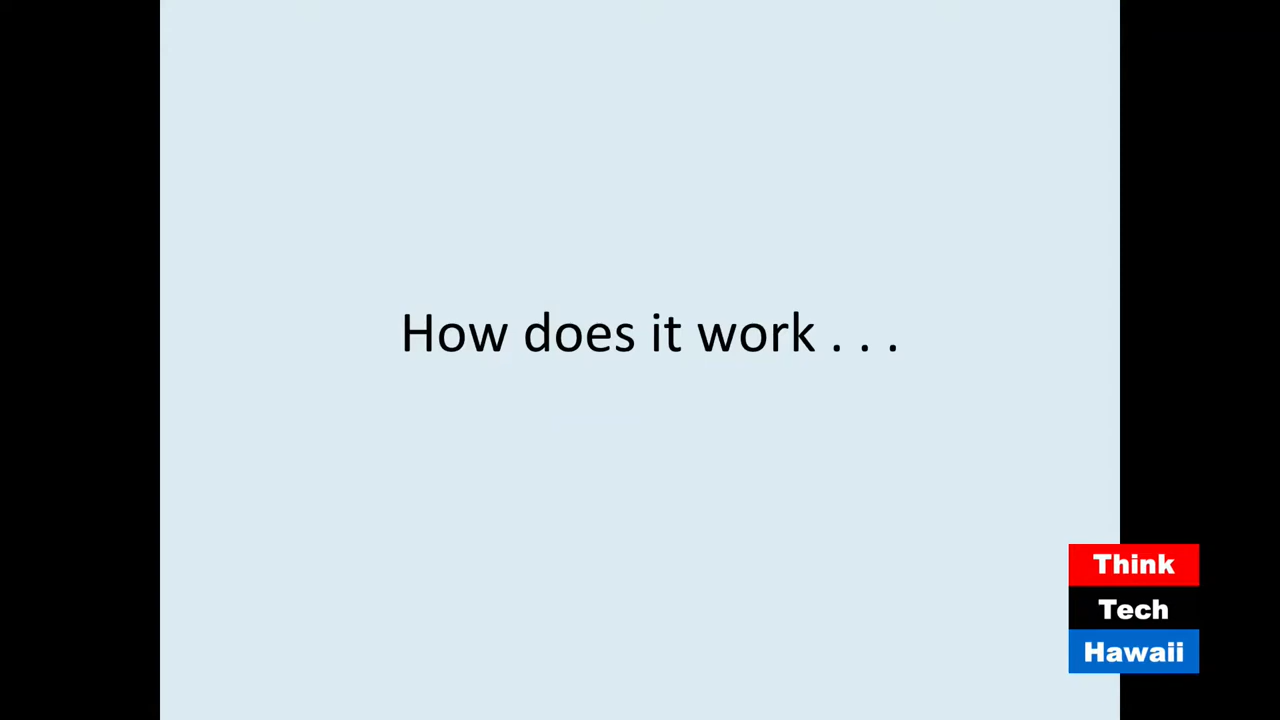 How does it work . . .
Think
Tech
Hawaii